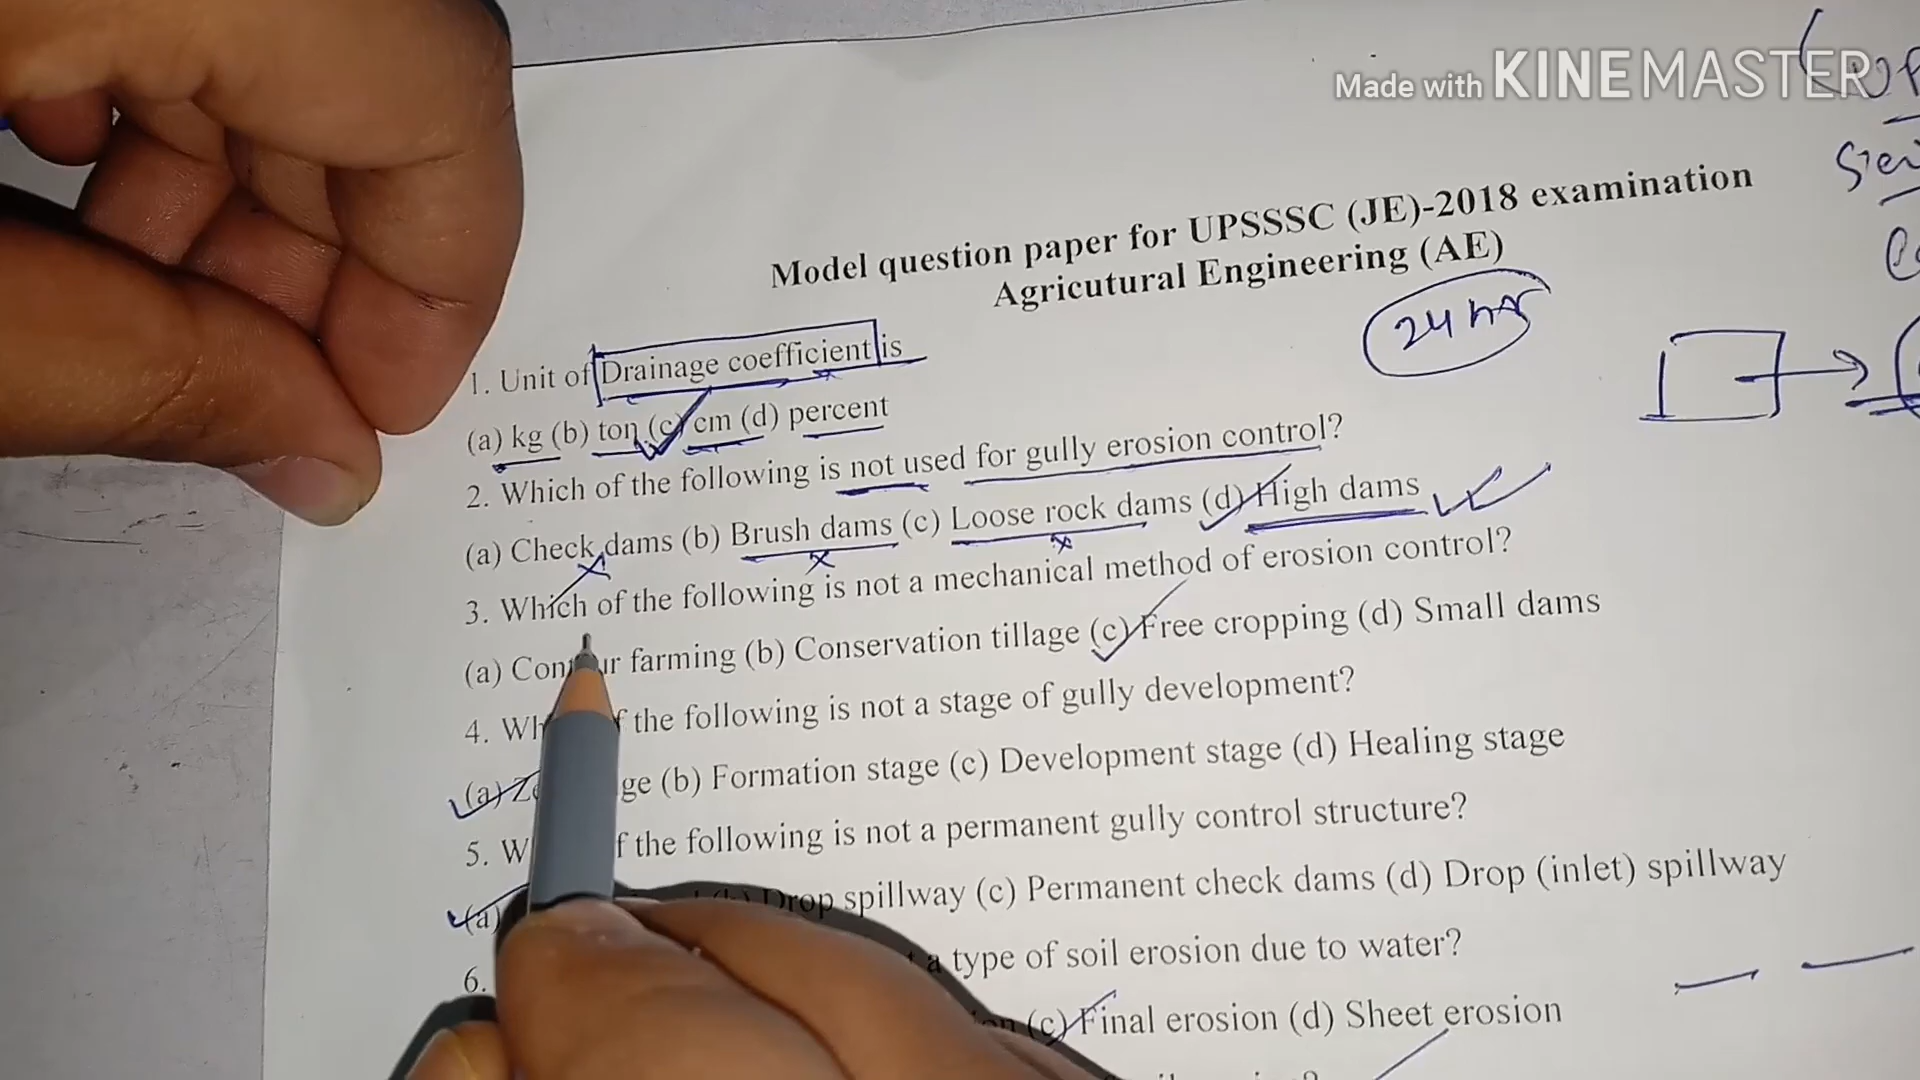 Made with KINEMASTER
Model question paper for UPSSSC (JE)-2018 examination
Agricutural Engineering (AE)
24 hrs
1. Unit of Drainage coefficient is
(a) kg (b) ton (c) cm (d) percent
2. Which of the following is not used for gully erosion control?
(a) Check dams (b) Brush dams (c) Loose rock dams (d) High dams
3. Which of the following is not a mechanical method of erosion control?
(a) farming (b) Conservation tillage (c) Free cropping (d) Small dams
4. the following is not a stage of gully development?
(a) (b) Formation stage (c) Development stage (d) Healing stage
5. the following is not a permanent gully control structure?
(a) Drop spillway (c) Permanent check dams (d) Drop (inlet) spillway
6. a type of soil erosion due to water?
(c) Final erosion (d) Sheet erosion